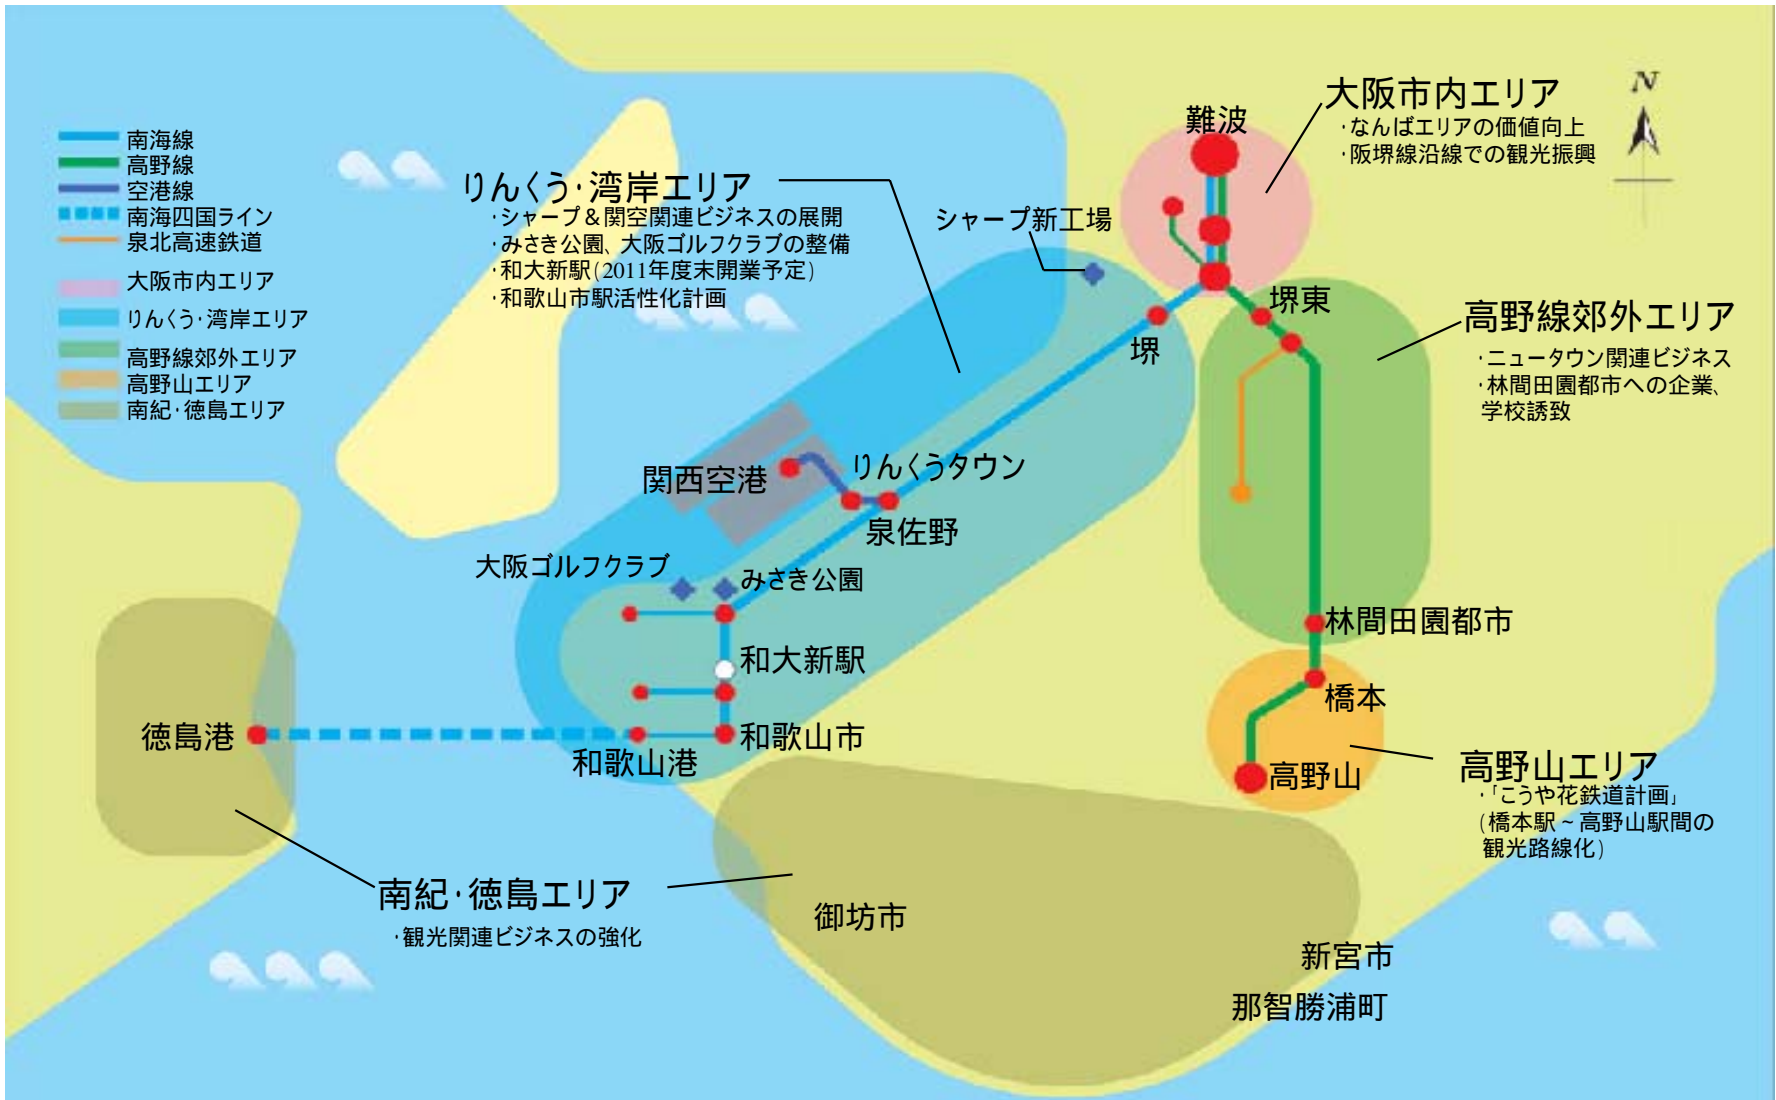 南海線
高野線
空港線
南海四国ライン
泉北高速鉄道
大阪市内エリア
りんくう・湾岸エリア
高野線郊外エリア
高野山エリア
南紀・徳島エリア
りんくう・湾岸エリア
・シャープ＆関空関連ビジネスの展開
・みさき公園、大阪ゴルフクラブの整備
・和大新駅(2011年度末開業予定)
・和歌山市駅活性化計画
シャープ新工場
難波
大阪市内エリア
・なんばエリアの価値向上
・阪堺線沿線での観光振興
N
堺東
堺
高野線郊外エリア
・ニュータウン関連ビジネス
・林間田園都市への企業、
学校誘致
関西空港
りんくうタウン
泉佐野
大阪ゴルフクラブ
みさき公園
和大新駅
林間田園都市
橋本
徳島港
和歌山港
和歌山市
高野山
高野山エリア
・「こうや花鉄道計画」
(橋本駅～高野山駅間の
観光路線化)
南紀・徳島エリア
・観光関連ビジネスの強化
御坊市
新宮市
那智勝浦町